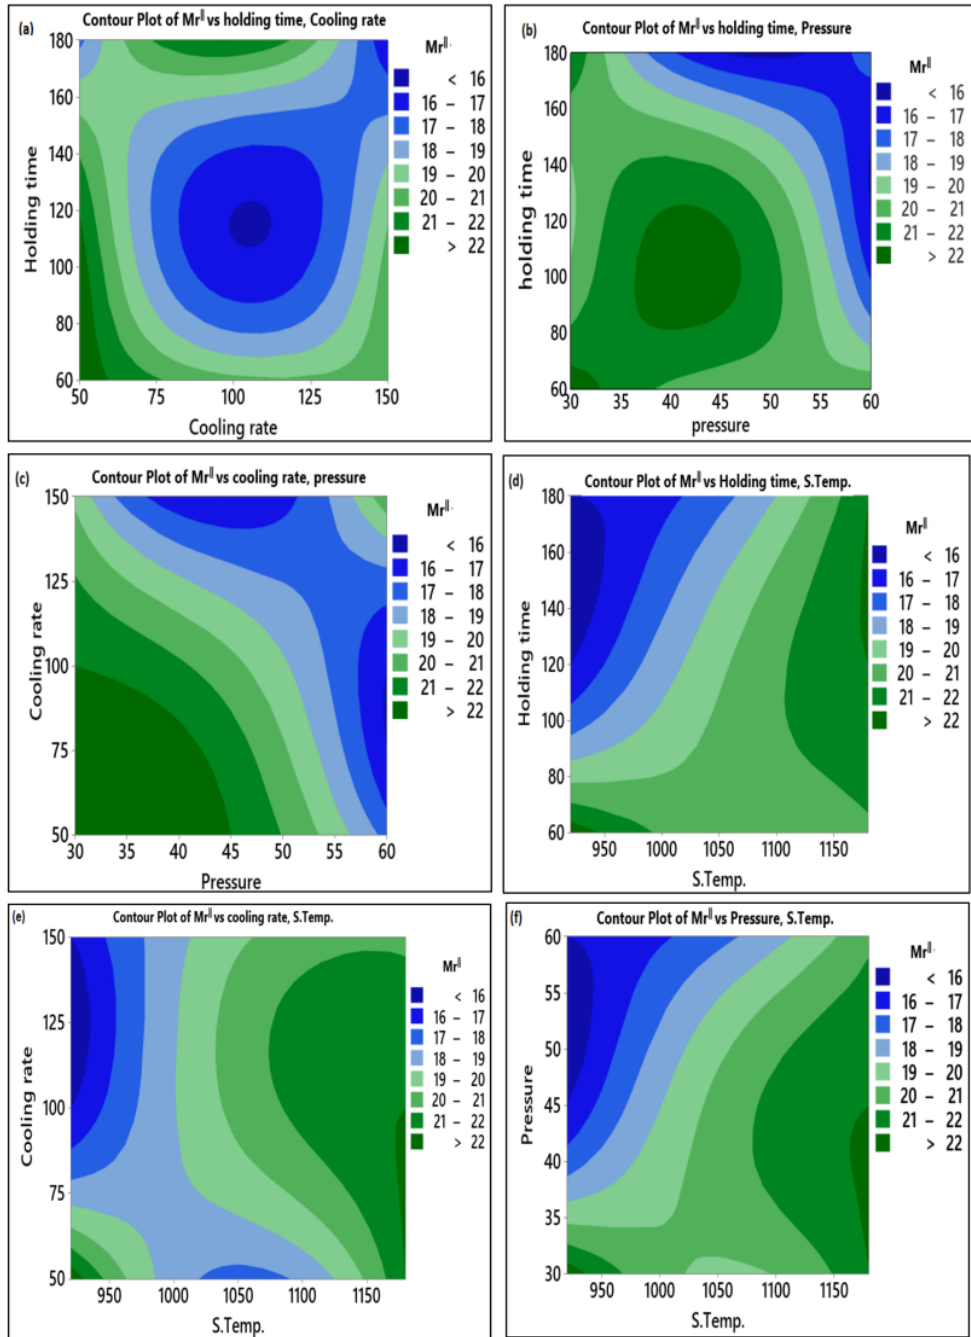 (a)
Contour Plot of Mr∥ vs holding time, Cooling rate
Mr∥.
< 16
16 – 17
17 – 18
18 – 19
19 – 20
20 – 21
21 – 22
> 22
Holding time
180
160
140
120
100
80
60
50 75 100 125 150
Cooling rate
(b)
Contour Plot of Mr∥ vs holding time, Pressure
Mr∥
< 16
16 – 17
17 – 18
18 – 19
19 – 20
20 – 21
21 – 22
> 22
holding time
180
160
140
120
100
80
60
30 35 40 45 50 55 60
pressure
(c)
Contour Plot of Mr∥ vs cooling rate, pressure
Mr∥.
< 16
16 – 17
17 – 18
18 – 19
19 – 20
20 – 21
21 – 22
> 22
Cooling rate
150
125
100
75
50
30 35 40 45 50 55 60
Pressure
(d)
Contour Plot of Mr∥ vs Holding time, S.Temp.
Mr∥
< 16
16 – 17
17 – 18
18 – 19
19 – 20
20 – 21
21 – 22
> 22
Holding time
180
160
140
120
100
80
60
950 1000 1050 1100 1150
S.Temp.
(e)
Contour Plot of Mr∥ vs cooling rate, S.Temp.
Mr∥
< 16
16 – 17
17 – 18
18 – 19
19 – 20
20 – 21
21 – 22
> 22
Cooling rate
150
125
100
75
50
950 1000 1050 1100 1150
S.Temp.
(f)
Contour Plot of Mr∥ vs Pressure, S.Temp.
Mr∥.
< 16
16 – 17
17 – 18
18 – 19
19 – 20
20 – 21
21 – 22
> 22
Pressure
60
55
50
45
40
35
30
950 1000 1050 1100 1150
S.Temp.